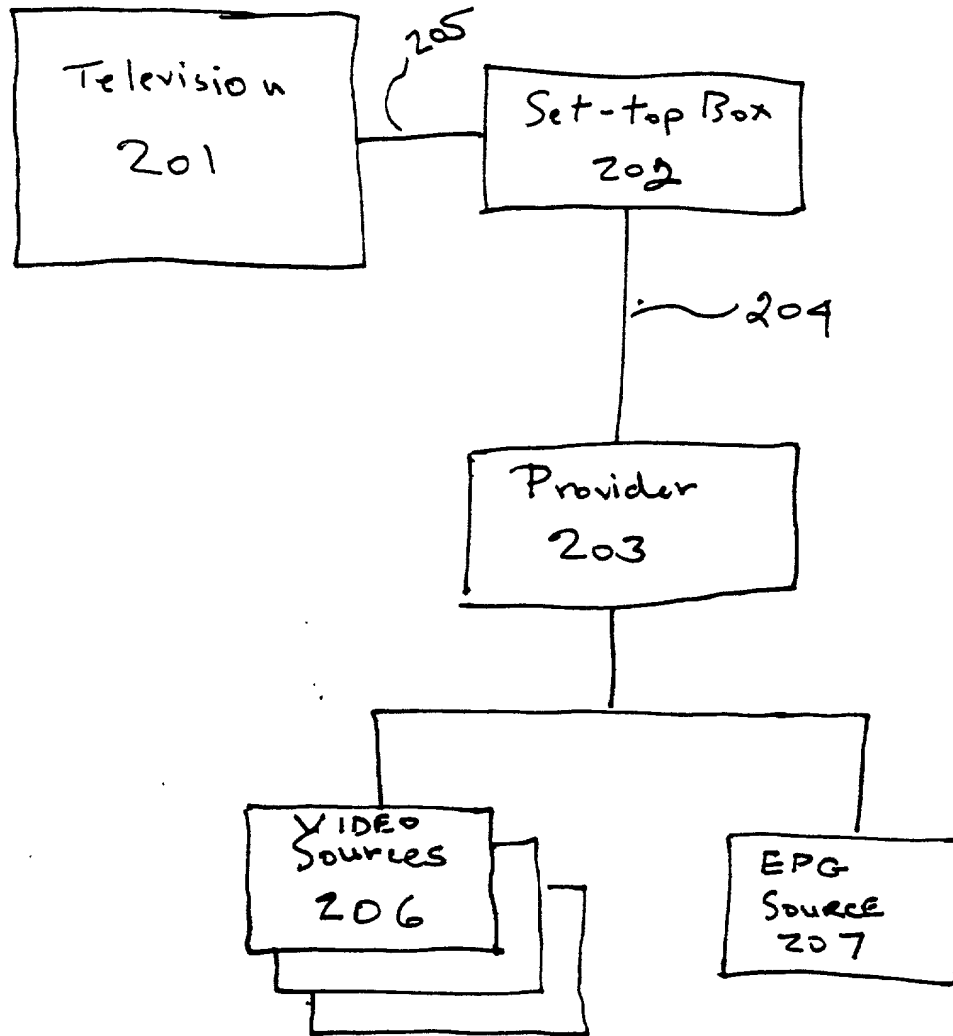 Television
201
205
Set-top Box
202
204
Provider
203
VIDEO
Sources
206
EPG
SOURCE
207